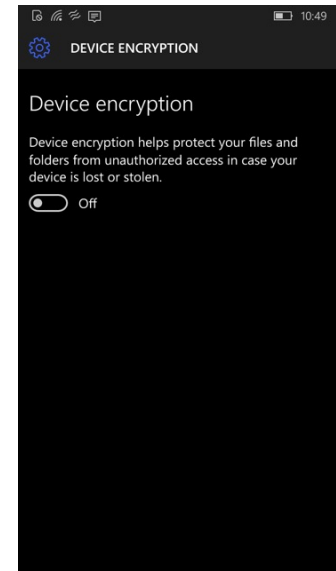 10:49
DEVICE ENCRYPTION
Device encryption
Device encryption helps protect your files and
folders from unauthorized access in case your
device is lost or stolen.
Off